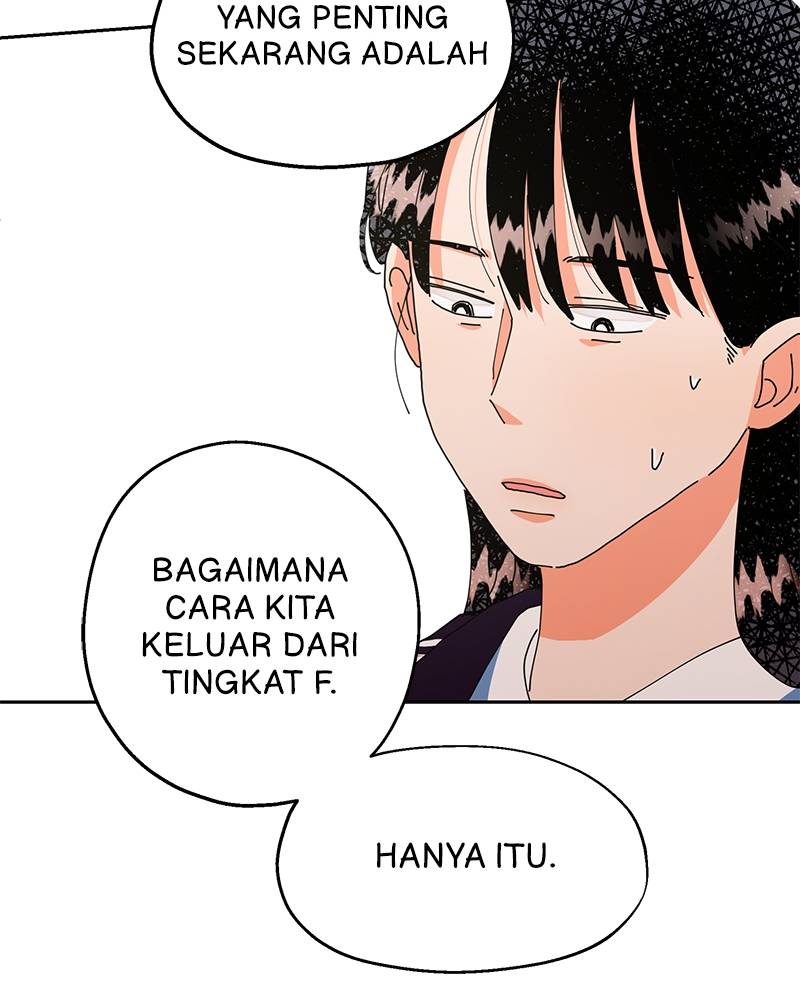 YANG PENTING
SEKARANG ADALAH
BAGAIMANA
CARA KITA
KELUAR DARI
TINGKAT F.
HANYA ITU.